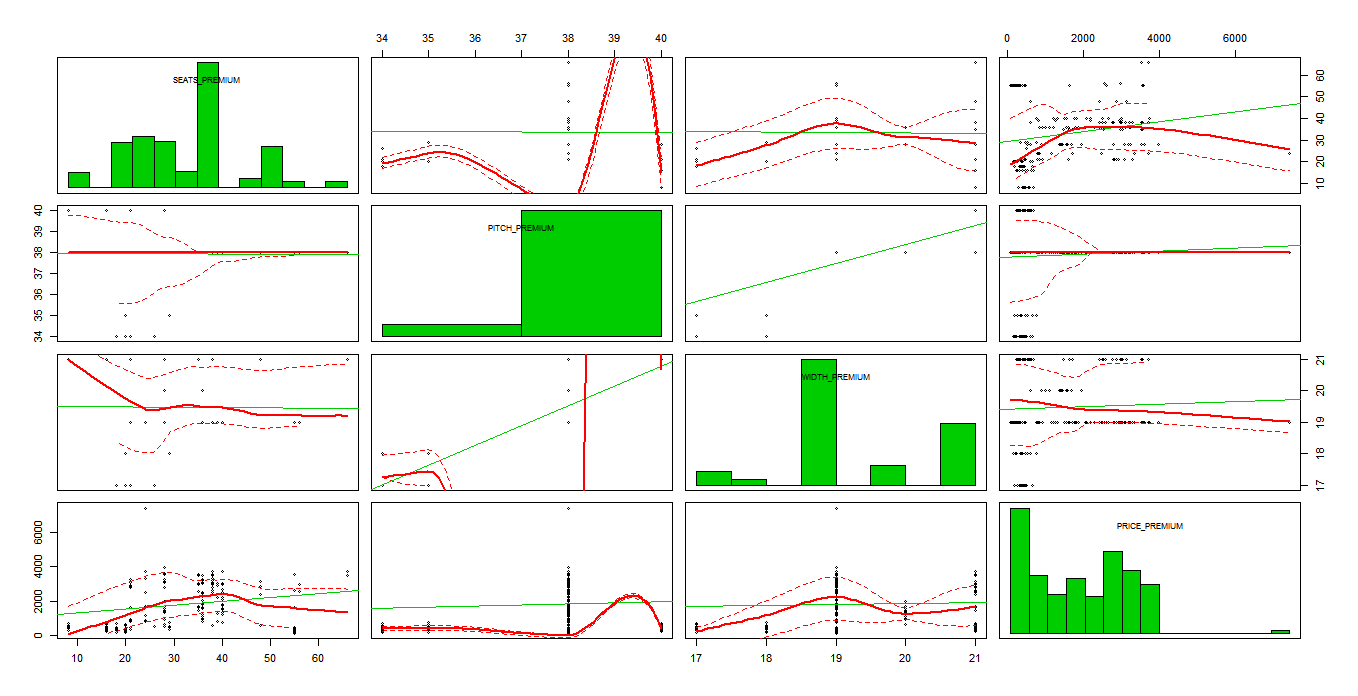 34 35 36 37 38 39 40
0 2000 4000 6000
SEATS_PREMIUM
10 20 30 40 50 60
34 35 36 37 38 39 40
PITCH_PREMIUM
WIDTH_PREMIUM
17 18 19 20 21
0 2000 4000 6000
PRICE_PREMIUM
10 20 30 40 50 60
17 18 19 20 21